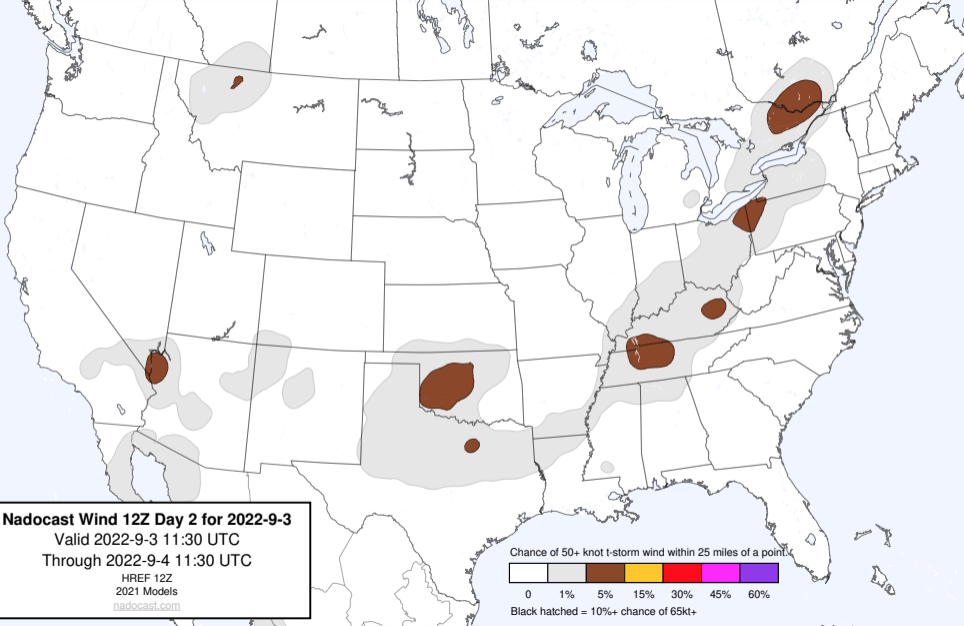 Nadocast Wind 12Z Day 2 for 2022-9-3
Valid 2022-9-3 11:30 UTC
Through 2022-9-4 11:30 UTC
HREF 12Z
2021 Models
nadocast.com
Chance of 50+ knot t-storm wind within 25 miles of a point.
0 1% 5% 15% 30% 45% 60%
Black hatched = 10%+ chance of 65kt+